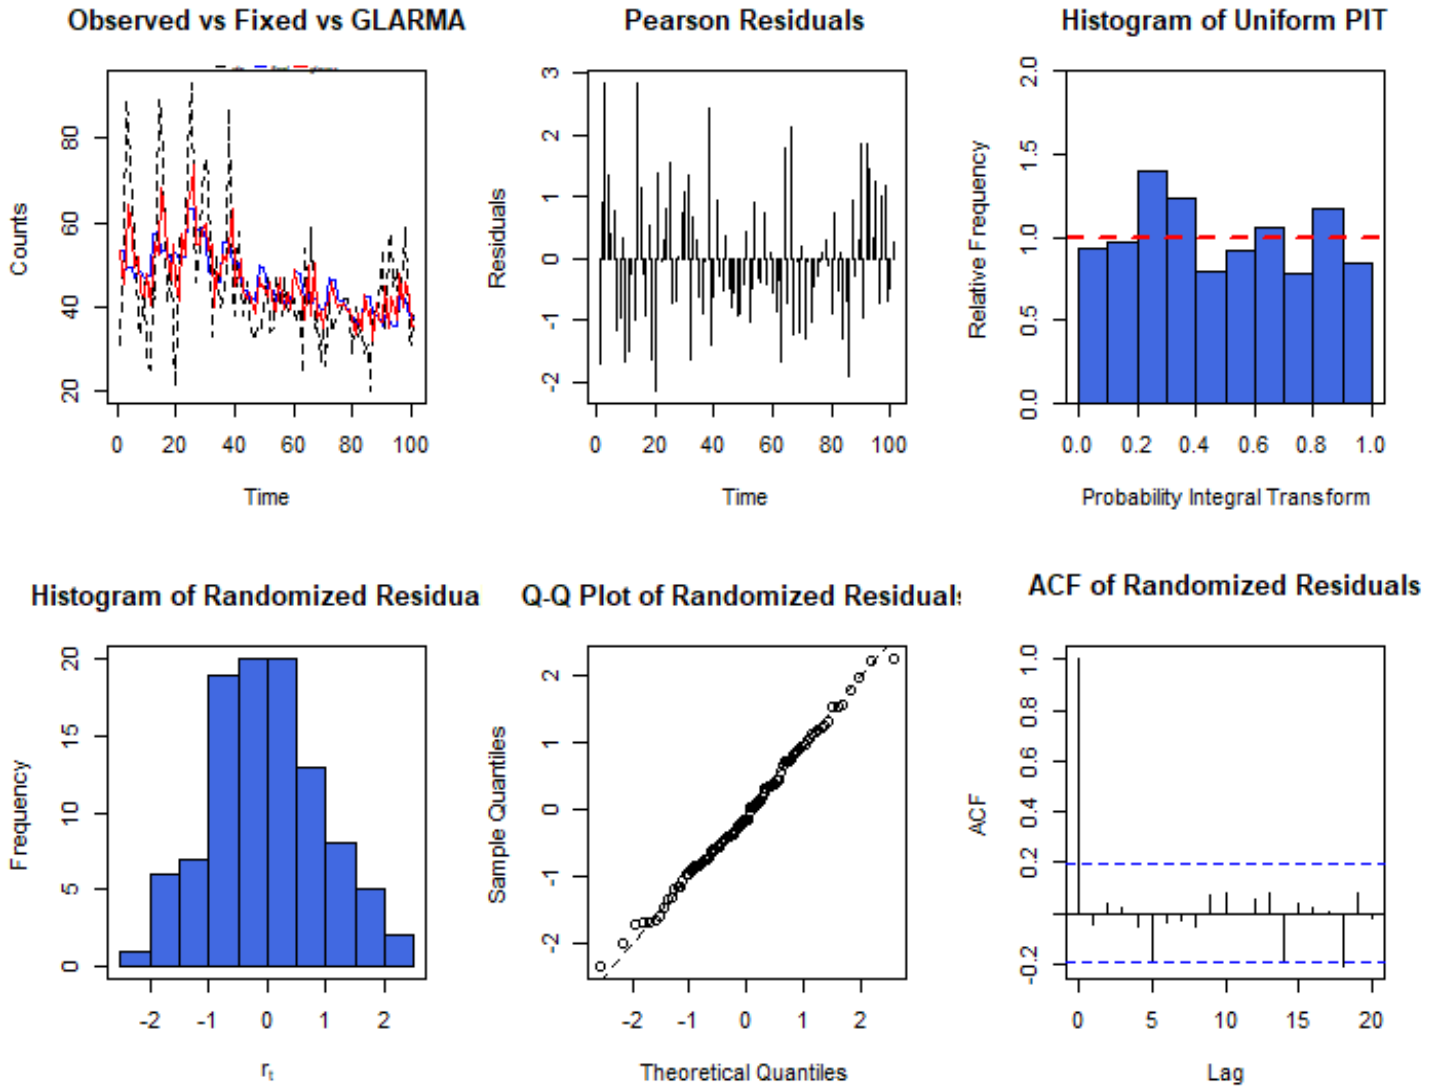 Observed vs Fixed vs GLARMA
Counts
20 40 60 80
0 20 40 60 80 100
Time
Pearson Residuals
Residuals
-2 -1 0 1 2 3
0 20 40 60 80 100
Time
Histogram of Uniform PIT
Relative Frequency
0.0 0.5 1.0 1.5 2.0
0.0 0.2 0.4 0.6 0.8 1.0
Probability Integral Transform
Histogram of Randomized Residua
Frequency
0 5 10 15 20
-2 -1 0 1 2
rt
Q-Q Plot of Randomized Residuals
Sample Quantiles
-2 -1 0 1 2
-2 -1 0 1 2
Theoretical Quantiles
ACF of Randomized Residuals
ACF
-0.2 0.2 0.4 0.6 0.8 1.0
0 5 10 15 20
Lag